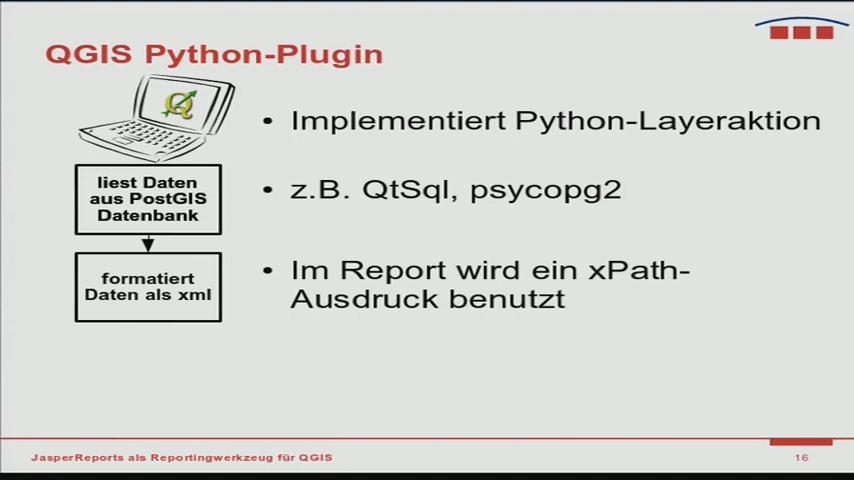 QGIS Python-Plugin
• Implementiert Python-Layeraktion
liest Daten
aus PostGIS
Datenbank
• z.B. QtSql, psycopg2
formatiert
Daten als xml
• Im Report wird ein xPath-
Ausdruck benutzt
JasperReports als Reportingwerkzeug für QGIS
16